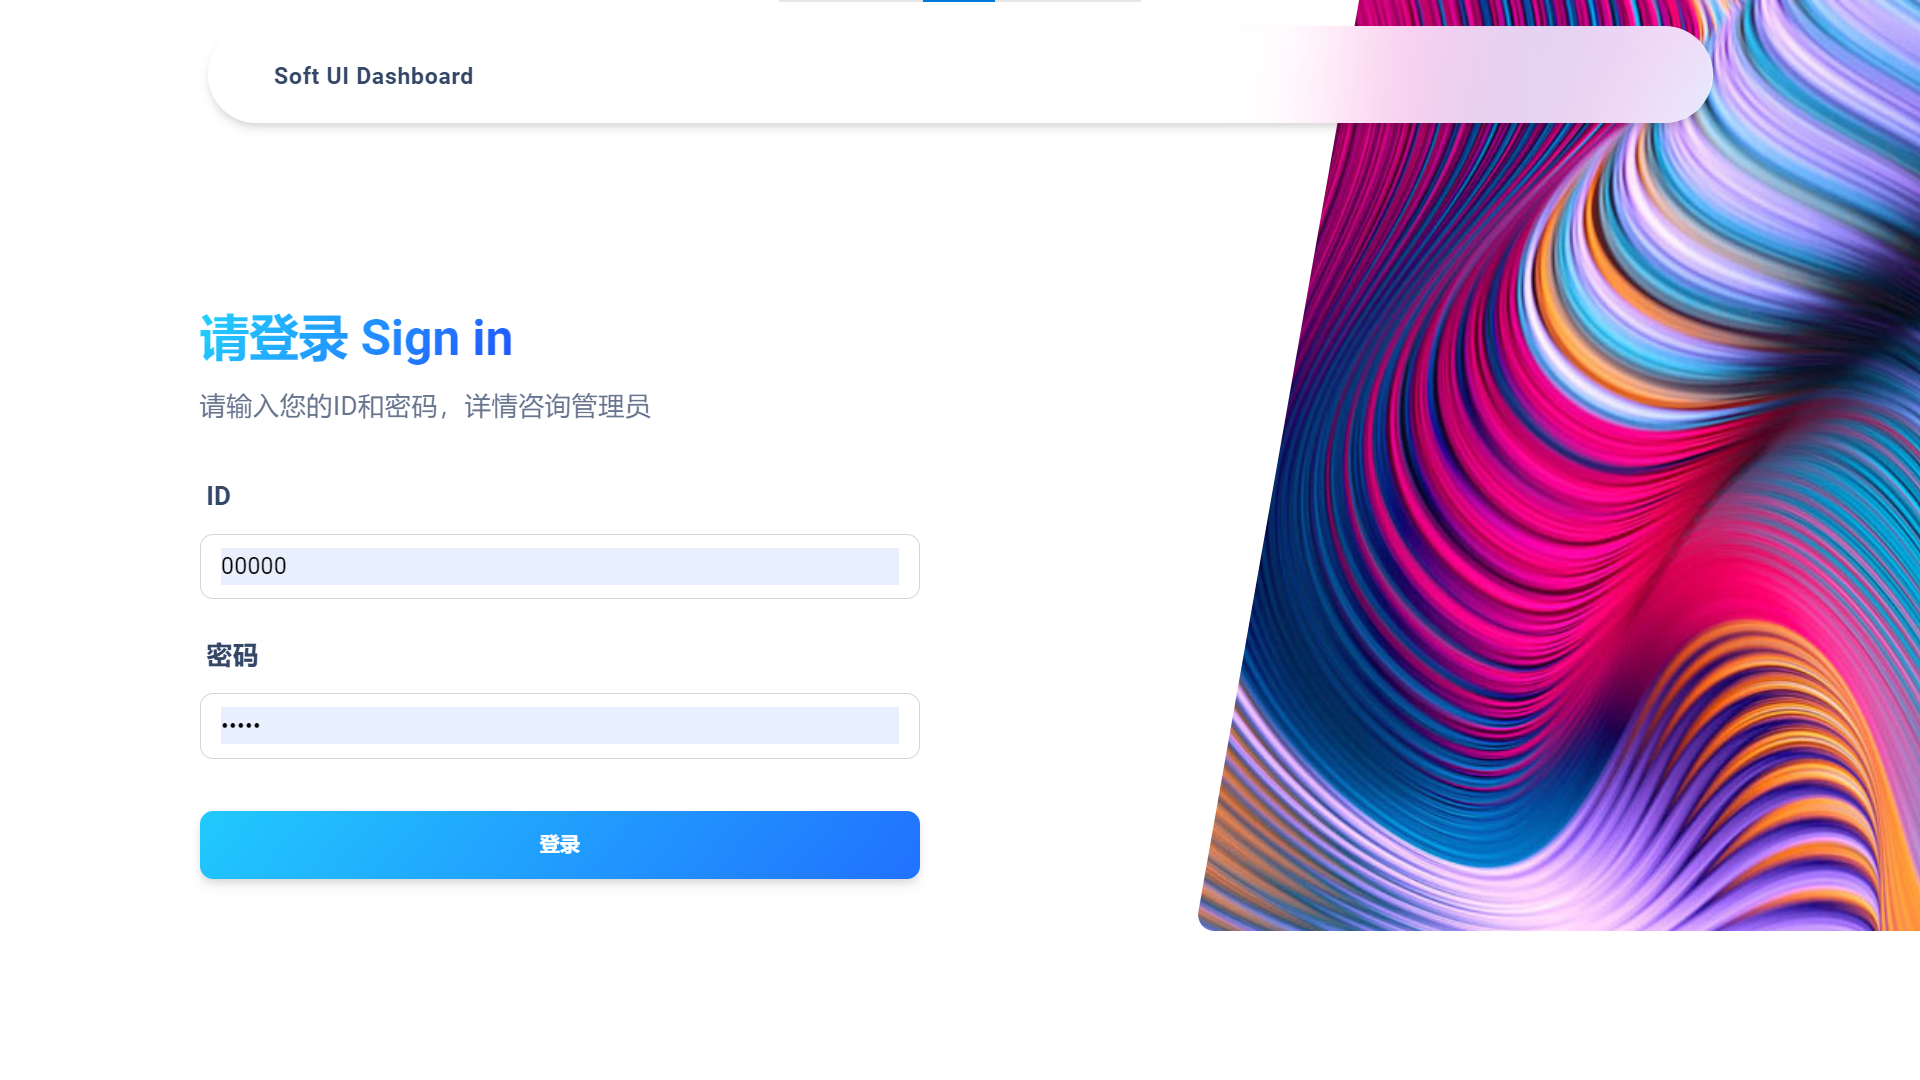 Soft UI Dashboard
请登录 Sign in
请输入您的ID和密码，详情咨询管理员
ID
00000
密码
•••••
登录